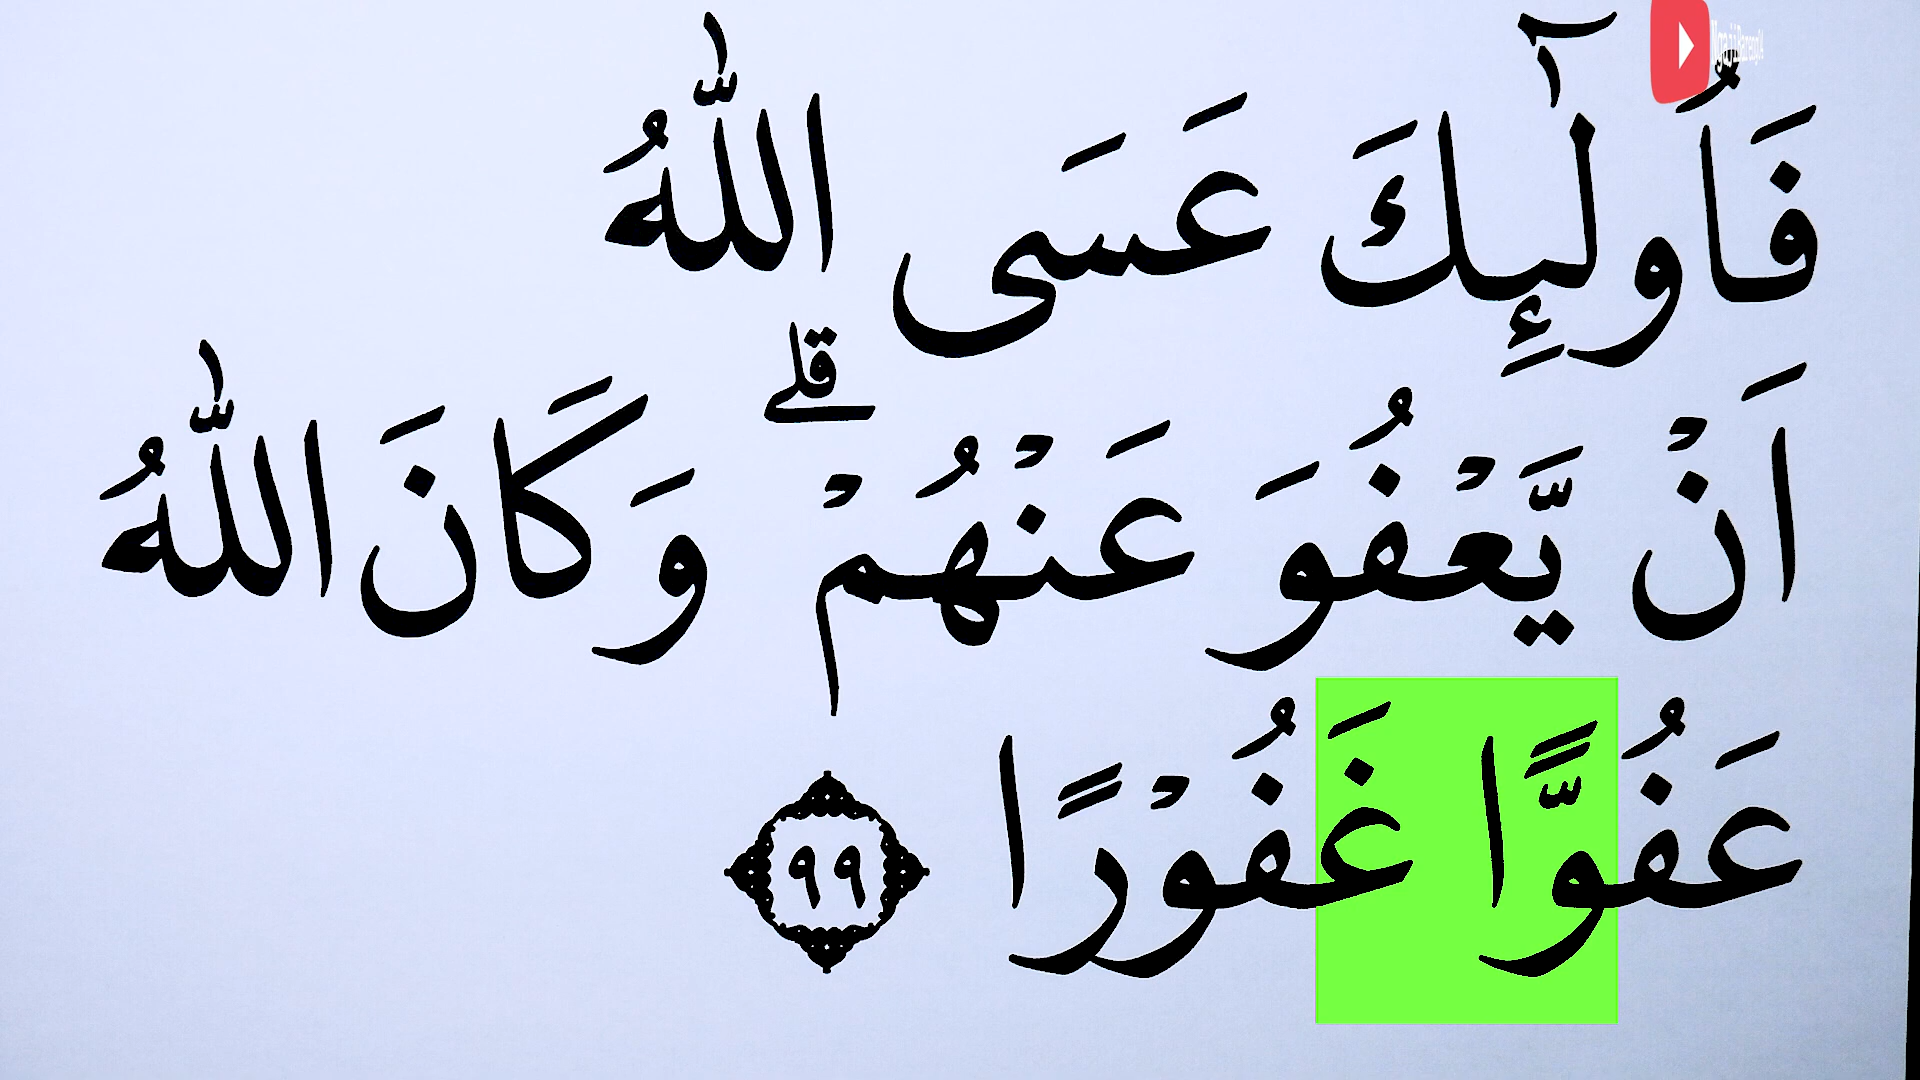 فَاُولٰۤىِٕكَ عَسَى اللّٰهُ
اَنْ يَّعْفُوَ عَنْهُمْ ۗ وَكَانَ اللّٰهُ
عَفُوًّا غَفُوْرًا ٩٩